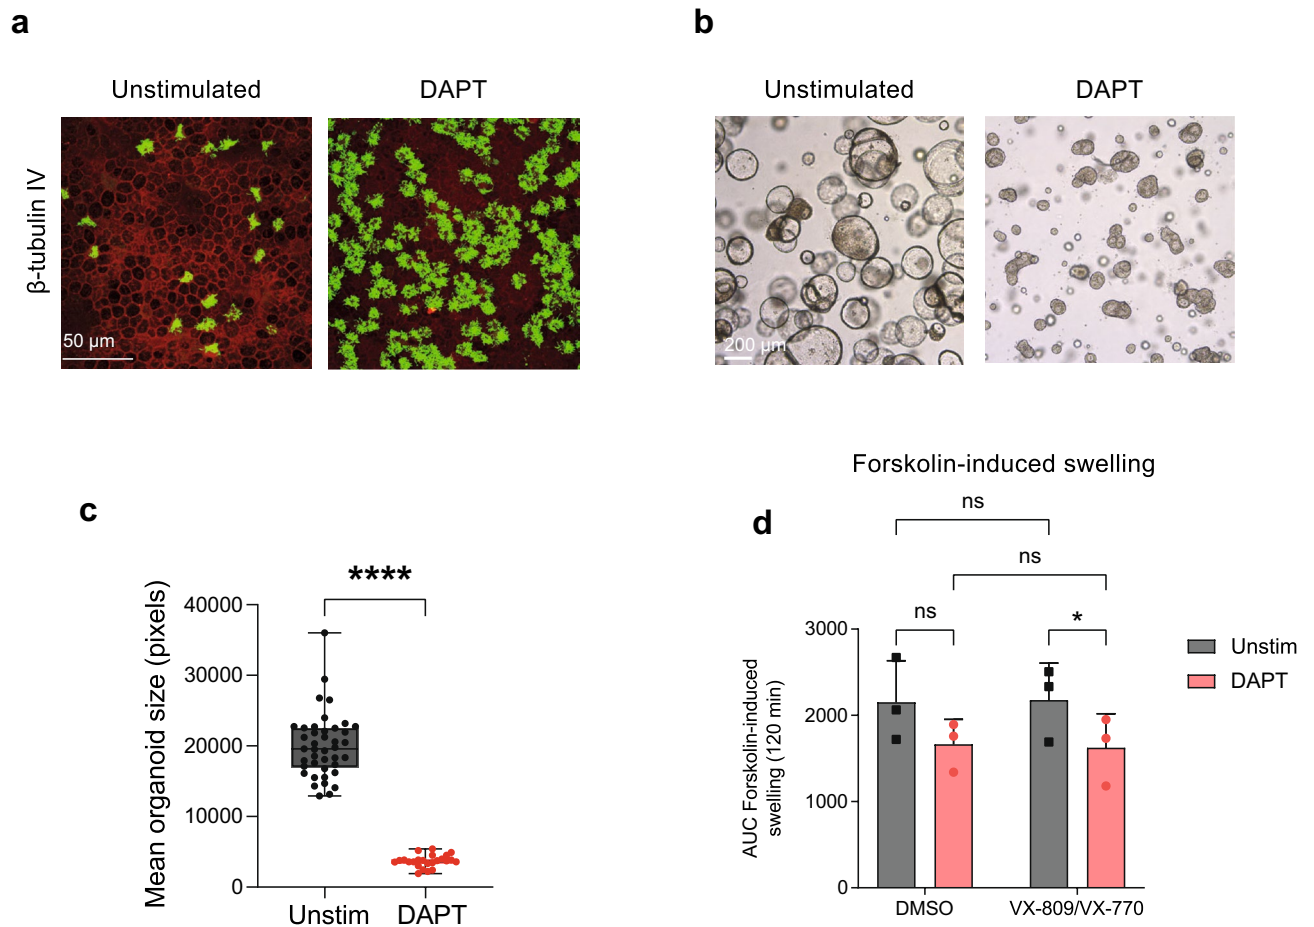 a
b
Unstimulated
DAPT
Unstimulated
DAPT
β-tubulin IV
50 µm
200 µm
Forskolin-induced swelling
c
d
ns
ns
ns
*
****
Mean organoid size (pixels)
40000
30000
20000
10000
0
Unstim
DAPT
AUC Forskolin-induced
swelling (120 min)
3000
2000
1000
0
DMSO
VX-809/VX-770
Unstim
DAPT